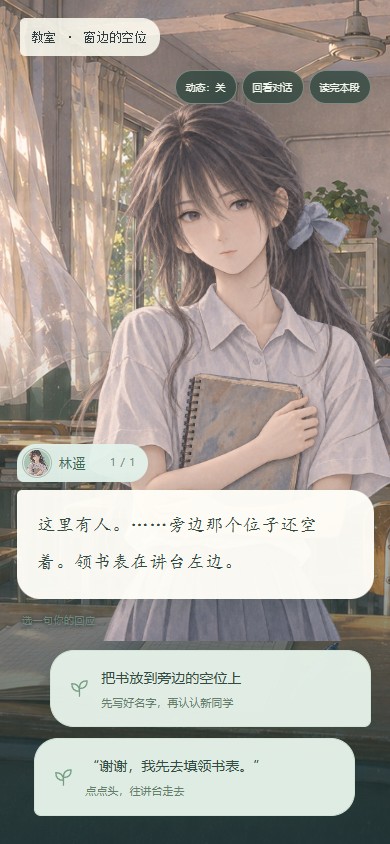 教室 · 窗边的空位
动态：关
回看对话
读完本段
林遥
1 / 1
这里有人。……旁边那个位子还空
着。领书表在讲台左边。
选一句你的回应
把书放到旁边的空位上
先写好名字，再认认新同学
“谢谢，我先去填领书表。”
点点头，往讲台走去